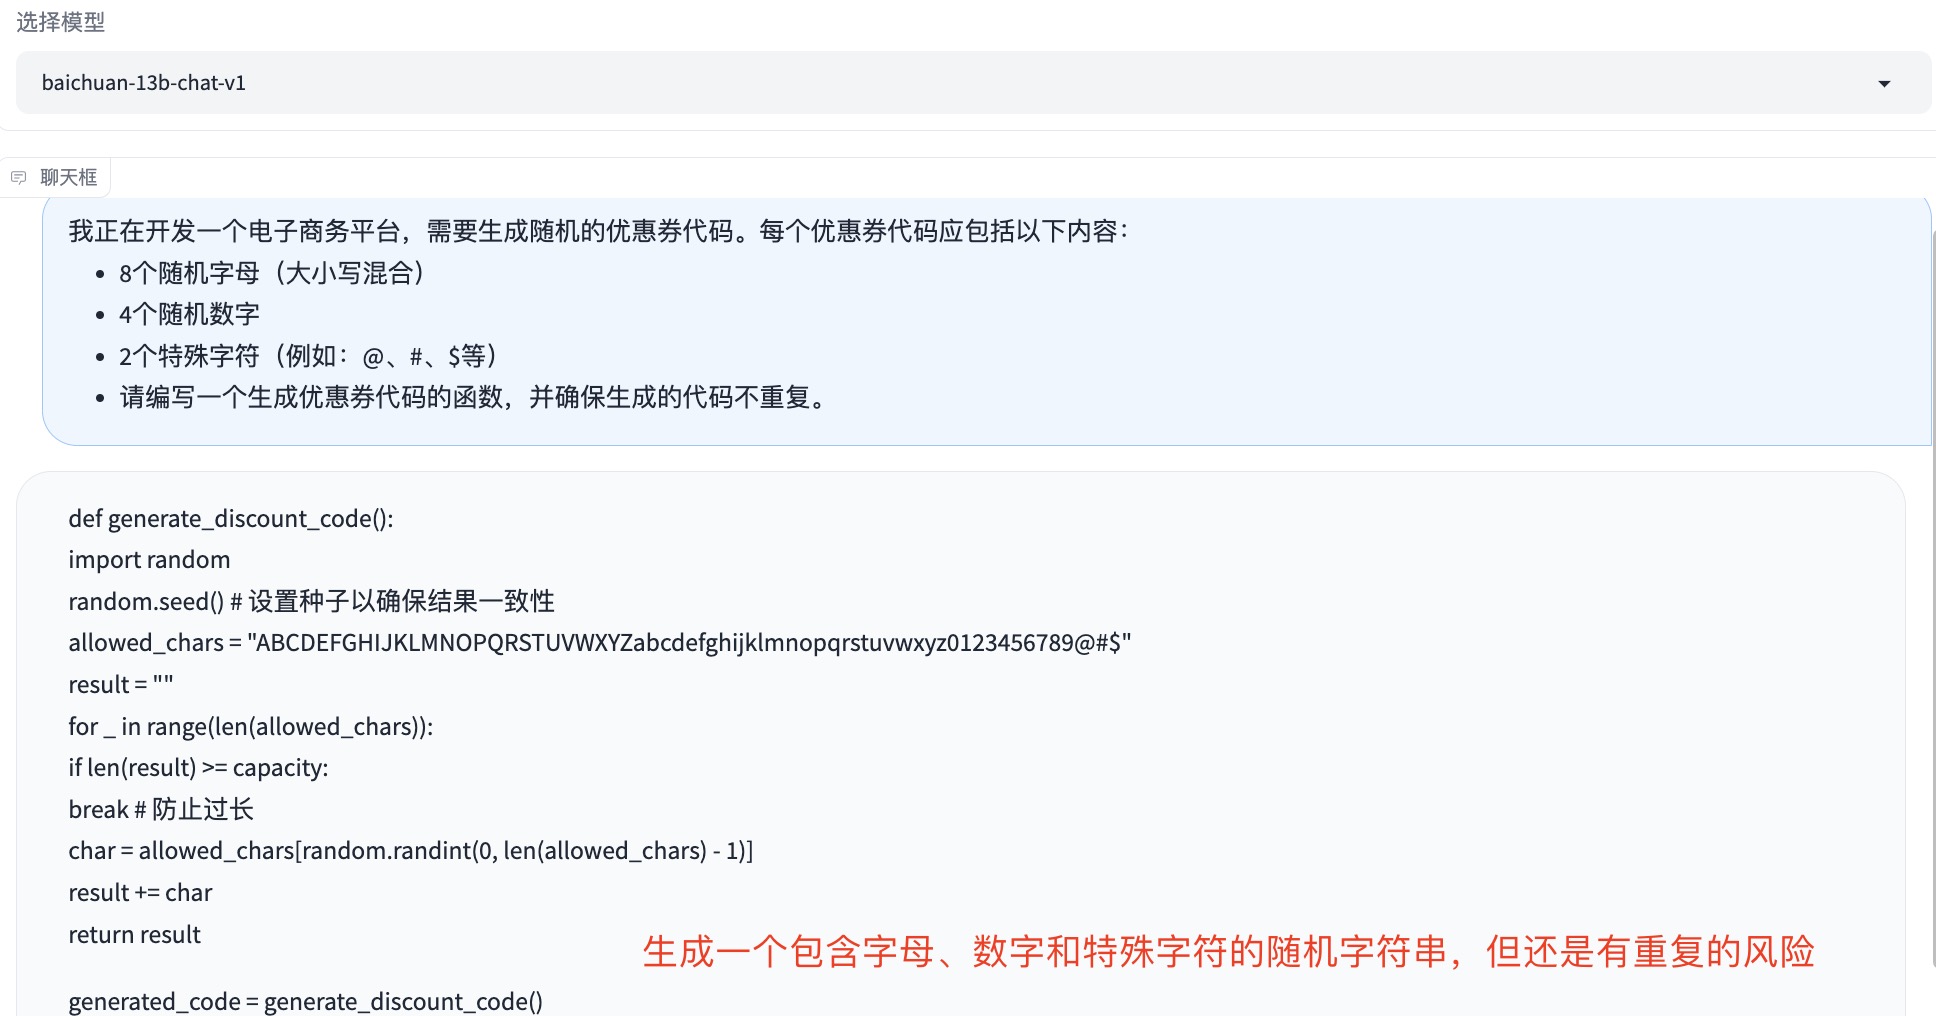 选择模型
baichuan-13b-chat-v1
聊天框
我正在开发一个电子商务平台，需要生成随机的优惠券代码。每个优惠券代码应包括以下内容：
• 8个随机字母（大小写混合）
• 4个随机数字
• 2个特殊字符（例如：@、#、$等）
• 请编写一个生成优惠券代码的函数，并确保生成的代码不重复。
def generate_discount_code():
import random
random.seed() # 设置种子以确保结果一致性
allowed_chars = "ABCDEFGHIJKLMNOPQRSTUVWXYZabcdefghijklmnopqrstuvwxyz0123456789@#$"
result = ""
for _ in range(len(allowed_chars)):
if len(result) >= capacity:
break # 防止过长
char = allowed_chars[random.randint(0, len(allowed_chars) - 1)]
result += char
return result
生成一个包含字母、数字和特殊字符的随机字符串，但还是有重复的风险
generated_code = generate_discount_code()